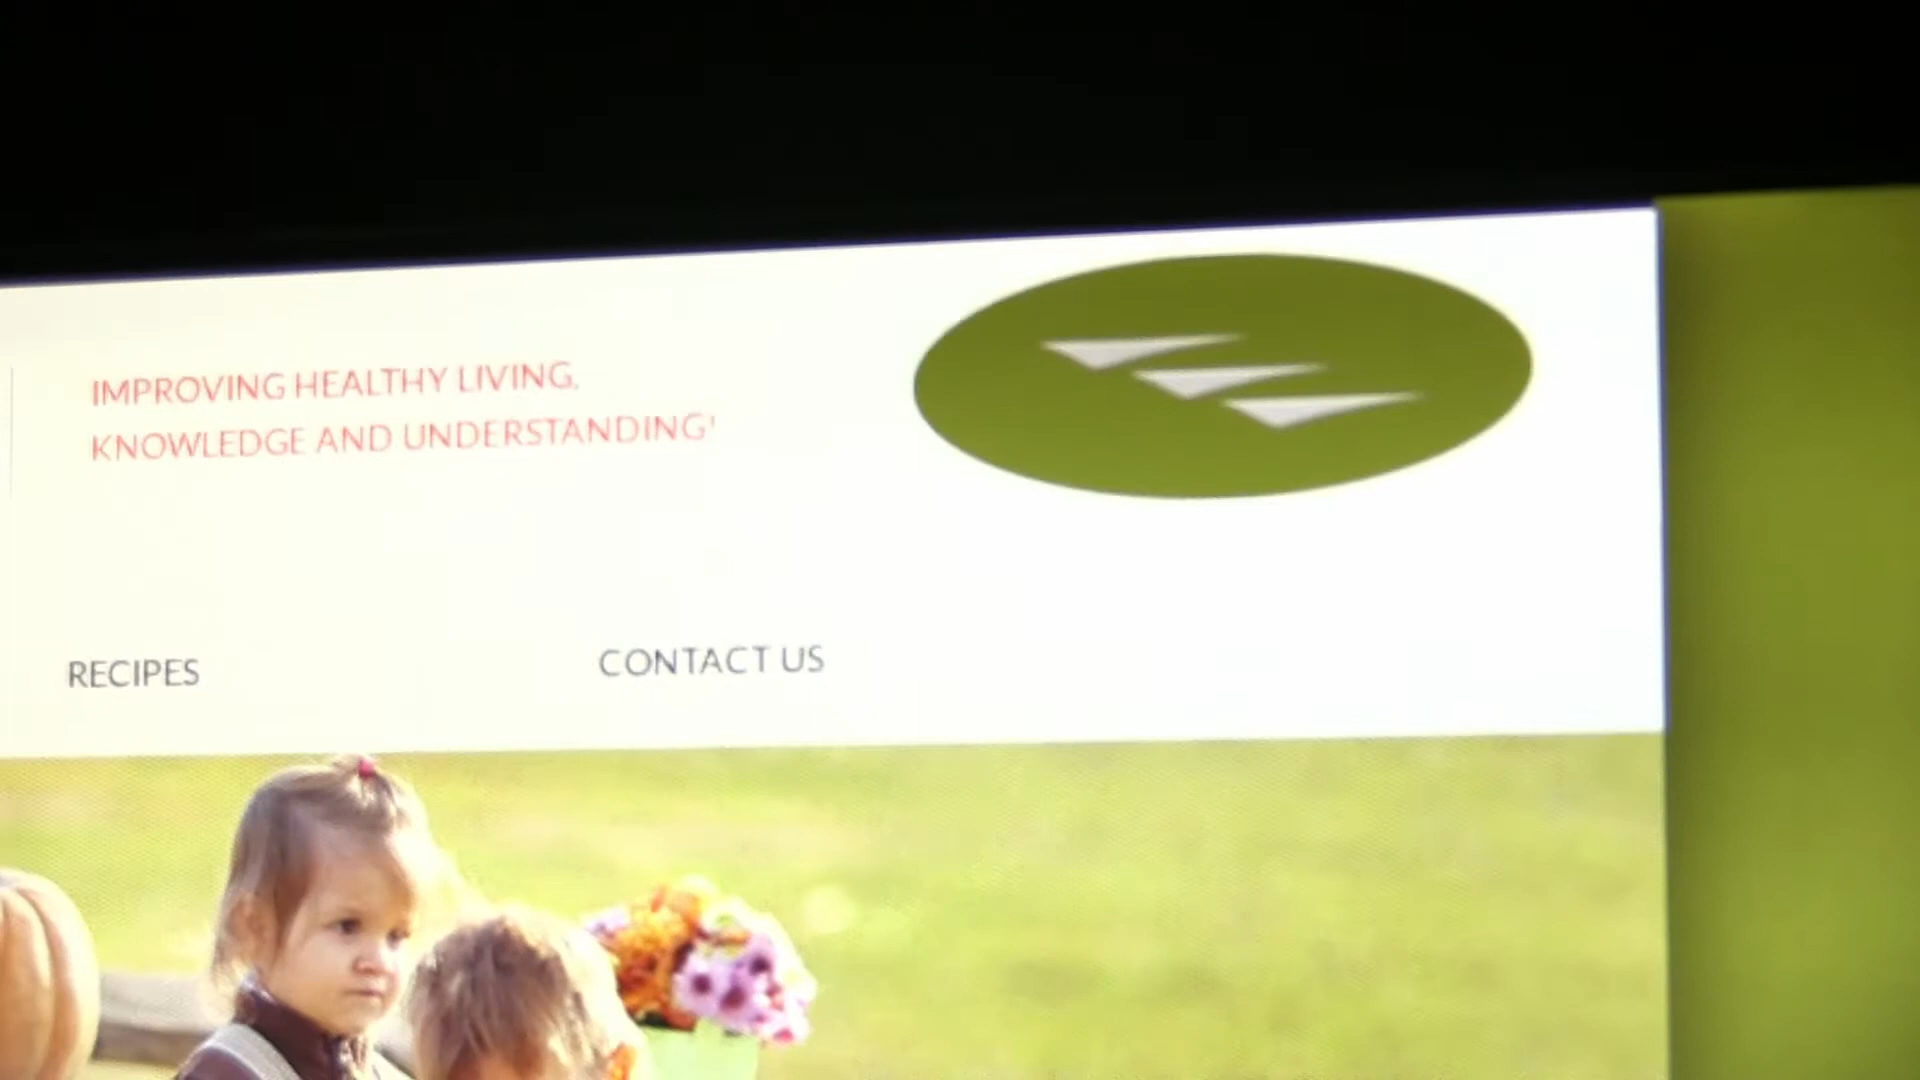 IMPROVING HEALTHY LIVING,
KNOWLEDGE AND UNDERSTANDING!
RECIPES
CONTACT US